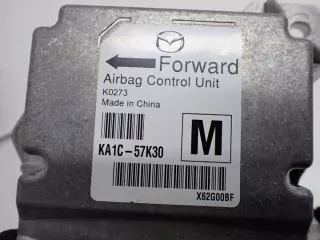 Forward
Airbag Control Unit
K0273
Made in China
KA1C-57K30
M
X62G00BF